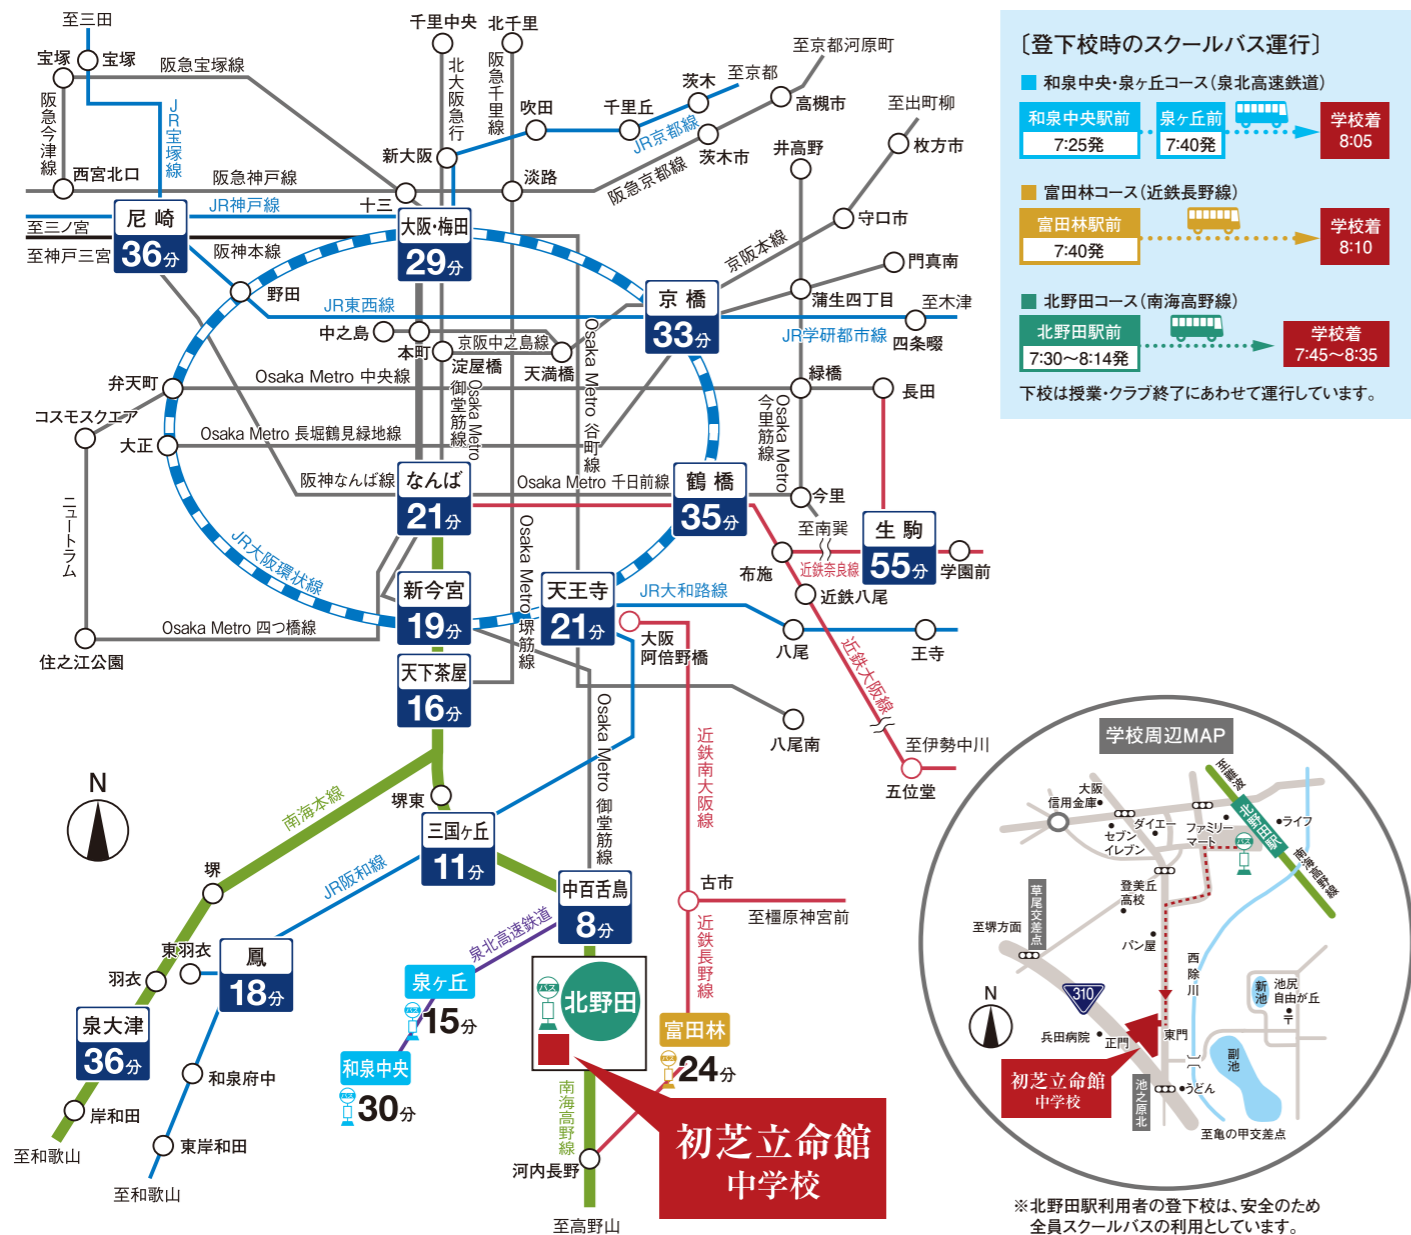 至三田
宝塚
宝塚
阪急宝塚線
阪急今津線
JR宝塚線
千里中央
北千里
北大阪急行
阪急千里線
至京都河原町
至京都
茨木
高槻市
吹田
千里丘
JR京都線
茨木市
至出町柳
枚方市
井高野
新大阪
西宮北口
阪急神戸線
淡路
阪急京都線
十三
JR神戸線
尼崎
36分
至三ノ宮
至神戸三宮
阪神本線
大阪・梅田
29分
守口市
京阪本線
門真南
野田
JR東西線
京橋
33分
蒲生四丁目
至木津
JR学研都市線
四条畷
中之島
本町
京阪中之島線
淀屋橋
天満橋
Osaka Metro 谷町線
Osaka Metro 御堂筋線
弁天町
Osaka Metro 中央線
緑橋
長田
コスモスクエア
大正
Osaka Metro 長堀鶴見緑地線
Osaka Metro 今里筋線
ニュートラム
阪神なんば線
なんば
21分
Osaka Metro 千日前線
鶴橋
35分
今里
至南巽
生駒
55分
布施
近鉄奈良線
学園前
近鉄八尾
JR大阪環状線
Osaka Metro 堺筋線
新今宮
19分
天王寺
21分
JR大和路線
Osaka Metro 四つ橋線
住之江公園
大阪
阿倍野橋
八尾
王寺
近鉄大阪線
天下茶屋
16分
Osaka Metro 御堂筋線
近鉄南大阪線
八尾南
至伊勢中川
五位堂
N
南海本線
堺東
三国ヶ丘
11分
JR阪和線
堺
中百舌鳥
8分
古市
至橿原神宮前
泉北高速鉄道
近鉄長野線
東羽衣
羽衣
鳳
18分
泉ヶ丘
バス
15分
バス
北野田
泉大津
36分
富田林
バス
24分
和泉中央
バス
30分
和泉府中
岸和田
東岸和田
至和歌山
至和歌山
南海高野線
河内長野
至高野山
初芝立命館
中学校
〔登下校時のスクールバス運行〕
和泉中央・泉ヶ丘コース（泉北高速鉄道）
和泉中央駅前
7:25発
泉ヶ丘前
7:40発
学校着
8:05
富田林コース（近鉄長野線）
富田林駅前
7:40発
学校着
8:10
北野田コース（南海高野線）
北野田駅前
7:30〜8:14発
学校着
7:45〜8:35
下校は授業・クラブ終了にあわせて運行しています。
学校周辺MAP
至難波
大阪
信用金庫
ダイエー
セブン
イレブン
ファミリー
マート
北野田駅
ライフ
バス
南海高野線
登美丘
高校
草尾交差点
至堺方面
パン屋
西除川
310
新池
池尻
自由が丘
〒
N
兵田病院
正門
東門
副池
初芝立命館
中学校
池之原北
うどん
至亀の甲交差点
※北野田駅利用者の登下校は、安全のため
全員スクールバスの利用としています。